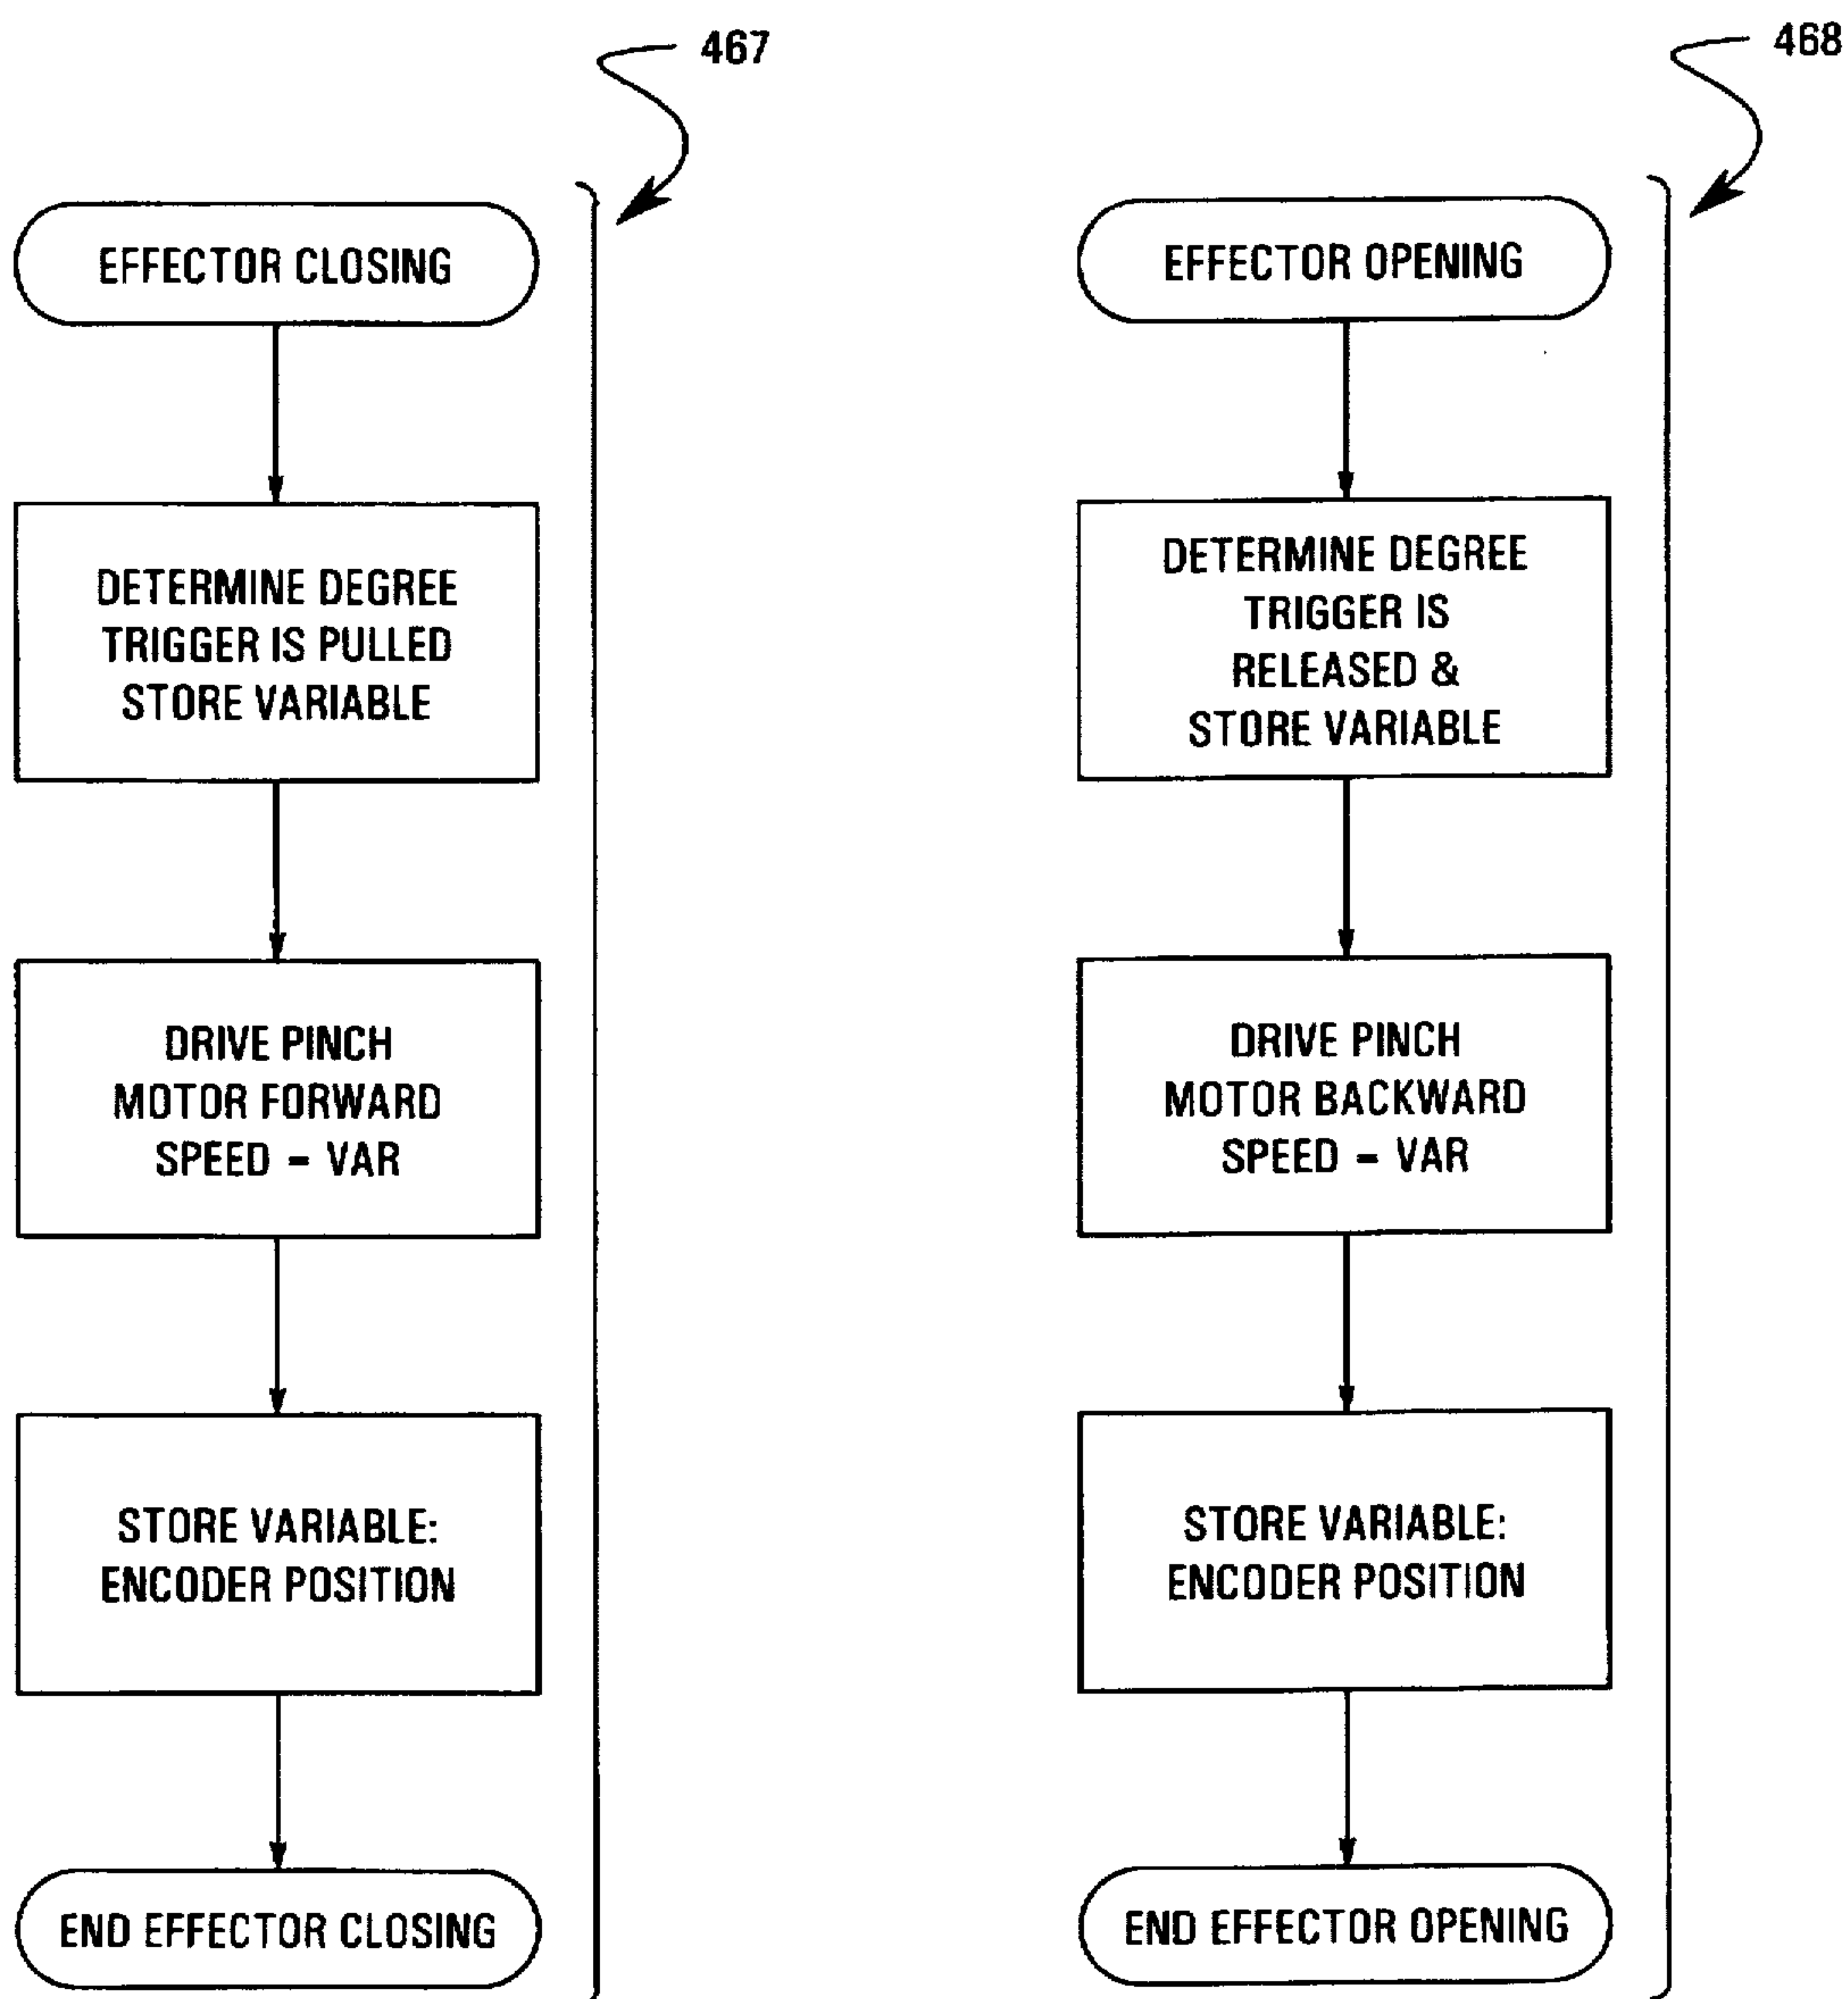 467
EFFECTOR CLOSING
DETERMINE DEGREE
TRIGGER IS PULLED
STORE VARIABLE
DRIVE PINCH
MOTOR FORWARD
SPEED = VAR
STORE VARIABLE:
ENCODER POSITION
END EFFECTOR CLOSING
468
EFFECTOR OPENING
DETERMINE DEGREE
TRIGGER IS
RELEASED &
STORE VARIABLE
DRIVE PINCH
MOTOR BACKWARD
SPEED = VAR
STORE VARIABLE:
ENCODER POSITION
END EFFECTOR OPENING